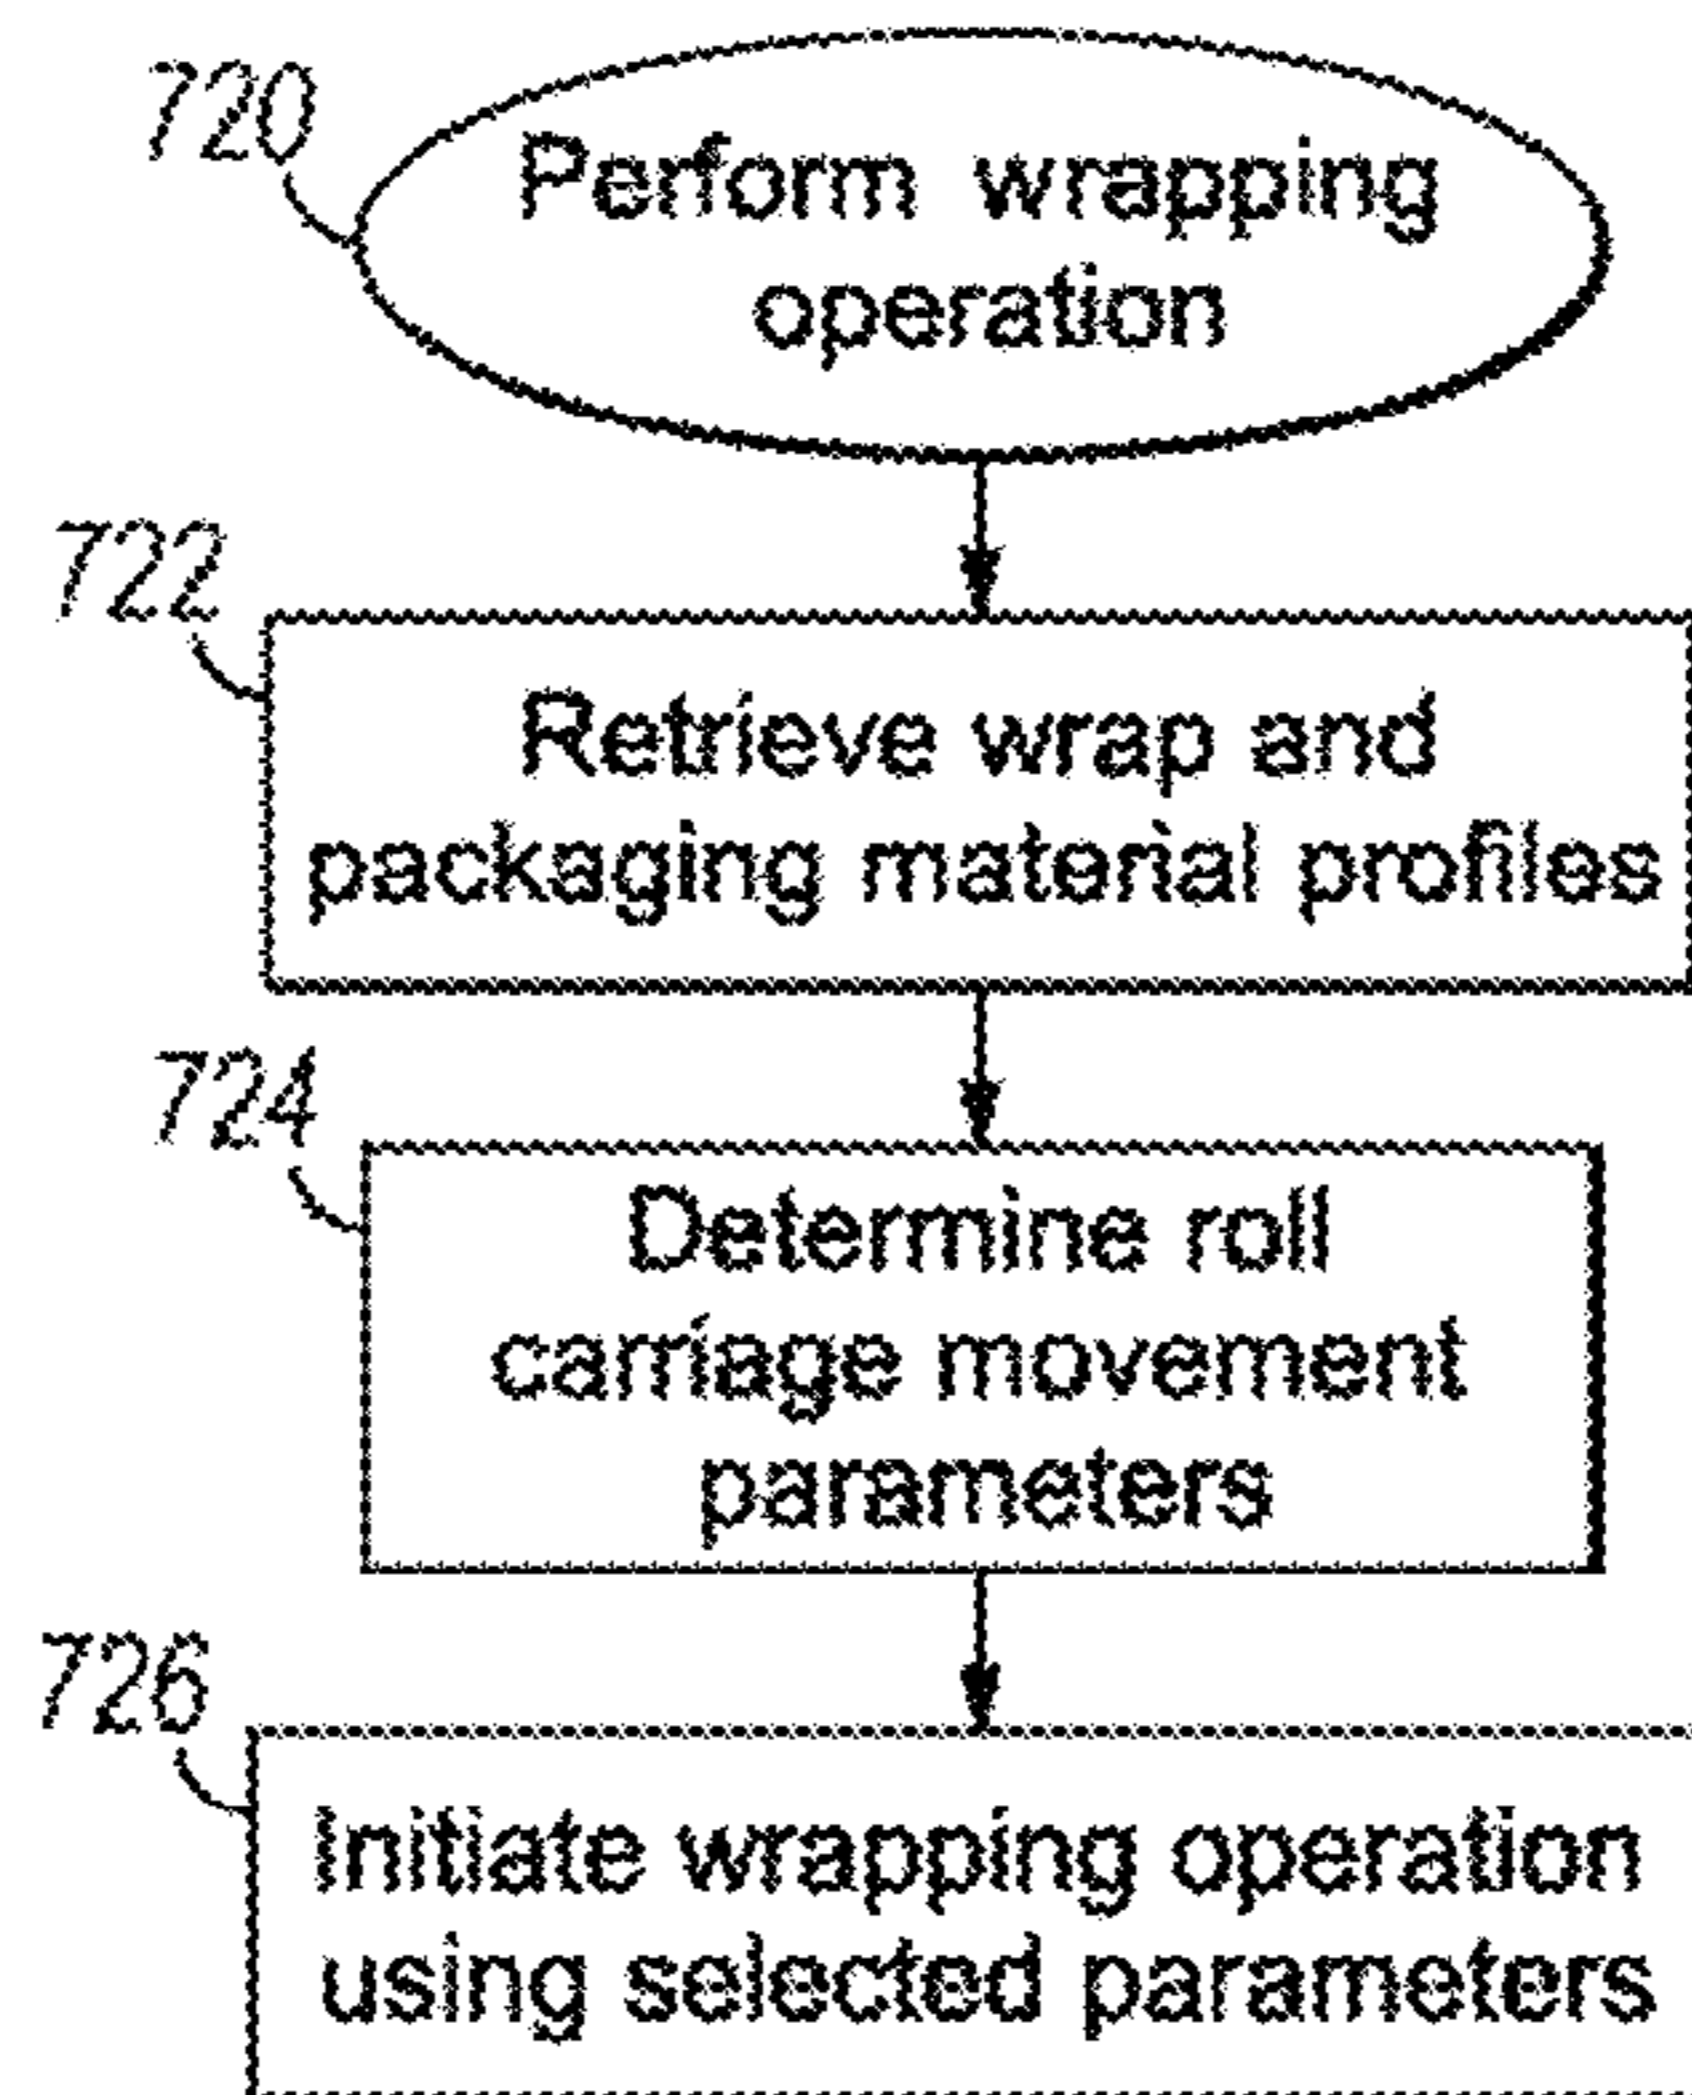 720
Perform wrapping
operation
722
Retrieve wrap and
packaging material profiles
724
Determine roll
carriage movement
parameters
726
Initiate wrapping operation
using selected parameters